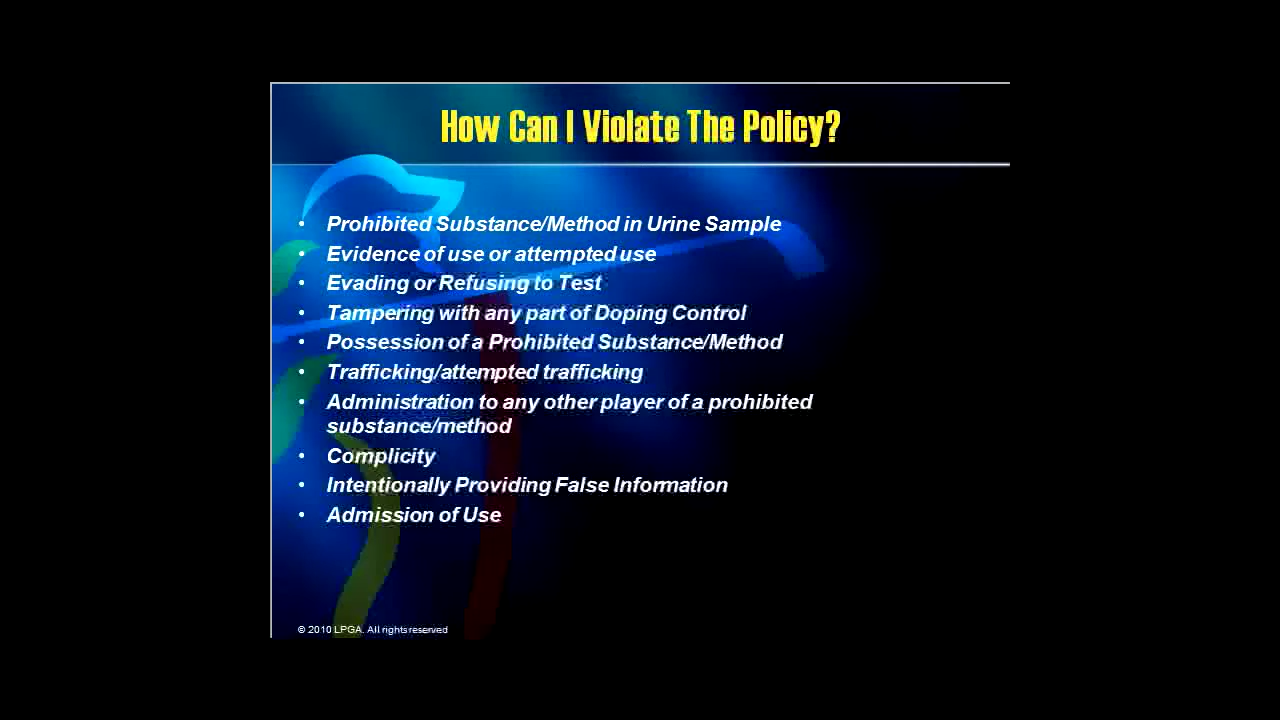 How Can I Violate The Policy?
• Prohibited Substance/Method in Urine Sample
• Evidence of use or attempted use
• Evading or Refusing to Test
• Tampering with any part of Doping Control
• Possession of a Prohibited Substance/Method
• Trafficking/attempted trafficking
• Administration to any other player of a prohibited
substance/method
• Complicity
• Intentionally Providing False Information
• Admission of Use
© 2010 LPGA. All rights reserved